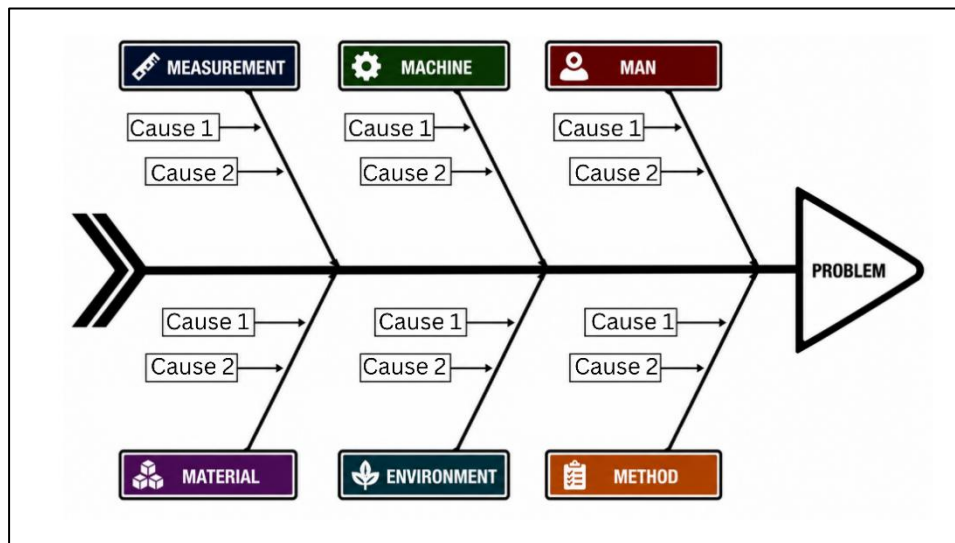 MEASUREMENT
MACHINE
MAN
Cause 1
Cause 1
Cause 1
Cause 2
Cause 2
Cause 2
PROBLEM
Cause 1
Cause 1
Cause 1
Cause 2
Cause 2
Cause 2
MATERIAL
ENVIRONMENT
METHOD